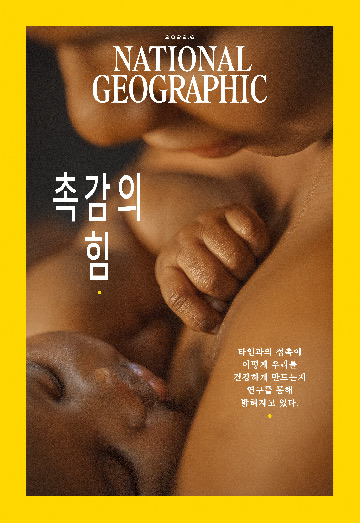 2022.6
NATIONAL
GEOGRAPHIC
촉감의
힘
타인과의 접촉이
어떻게 우리를
건강하게 만드는지
연구를 통해
밝혀지고 있다.